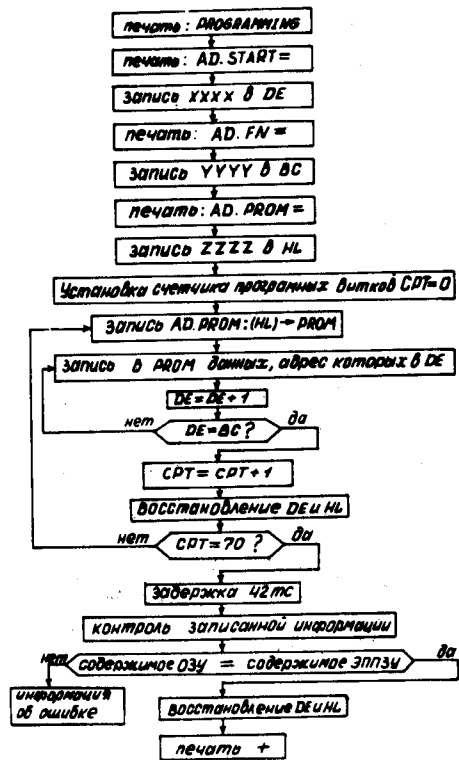 печать: PROGRAMMING
печать: AD.START=
запись XXXX в DE
печать: AD. FN =
запись YYYY в BC
печать: AD. PROM=
запись ZZZZ в HL
Установка счетчика програмных витков CPT=0
запись AD.PROM:(HL)→PROM
запись в PROM данных, адрес которых в DE
DE=DE+1
нет
DE=BC?
да
CPT=CPT+1
восстановление DE и HL
нет
CPT=70 ?
да
задержка 42mc
контроль записанной информации
нет
содержимое ОЗУ = содержимое ЭППЗУ
да
информация
об ошибке
восстановление DE и HL
печать +